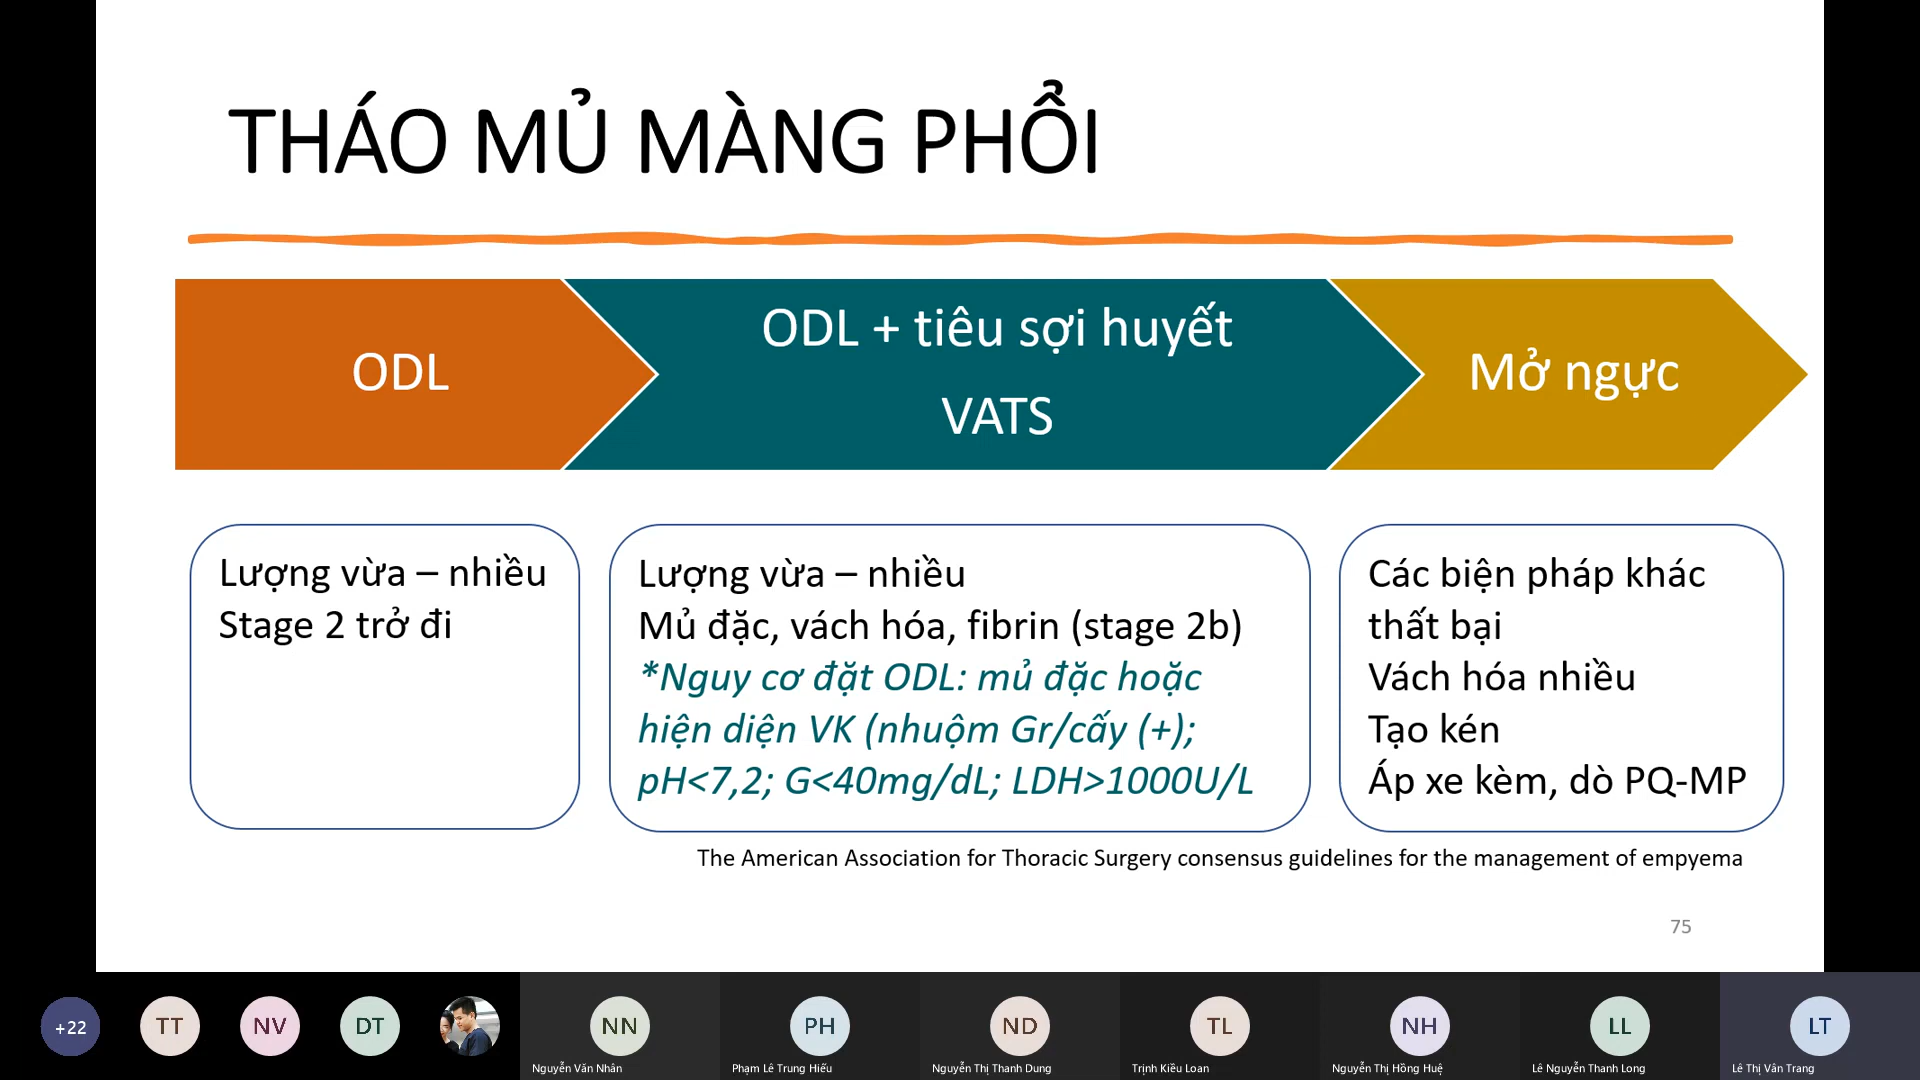 THÁO MỦ MÀNG PHỔI
ODL
ODL + tiêu sợi huyết
VATS
Mở ngực
Lượng vừa – nhiều
Stage 2 trở đi
Lượng vừa – nhiều
Mủ đặc, vách hóa, fibrin (stage 2b)
*Nguy cơ đặt ODL: mủ đặc hoặc
hiện diện VK (nhuộm Gr/cấy (+);
pH<7,2; G<40mg/dL; LDH>1000U/L
Các biện pháp khác
thất bại
Vách hóa nhiều
Tạo kén
Áp xe kèm, dò PQ-MP
The American Association for Thoracic Surgery consensus guidelines for the management of empyema
75
+22
TT
NV
DT
NN
PH
ND
TL
NH
LL
LT
Nguyễn Văn Nhân
Phạm Lê Trung Hiếu
Nguyễn Thị Thanh Dung
Trịnh Kiều Loan
Nguyễn Thị Hồng Huệ
Lê Nguyễn Thanh Long
Lê Thị Vân Trang